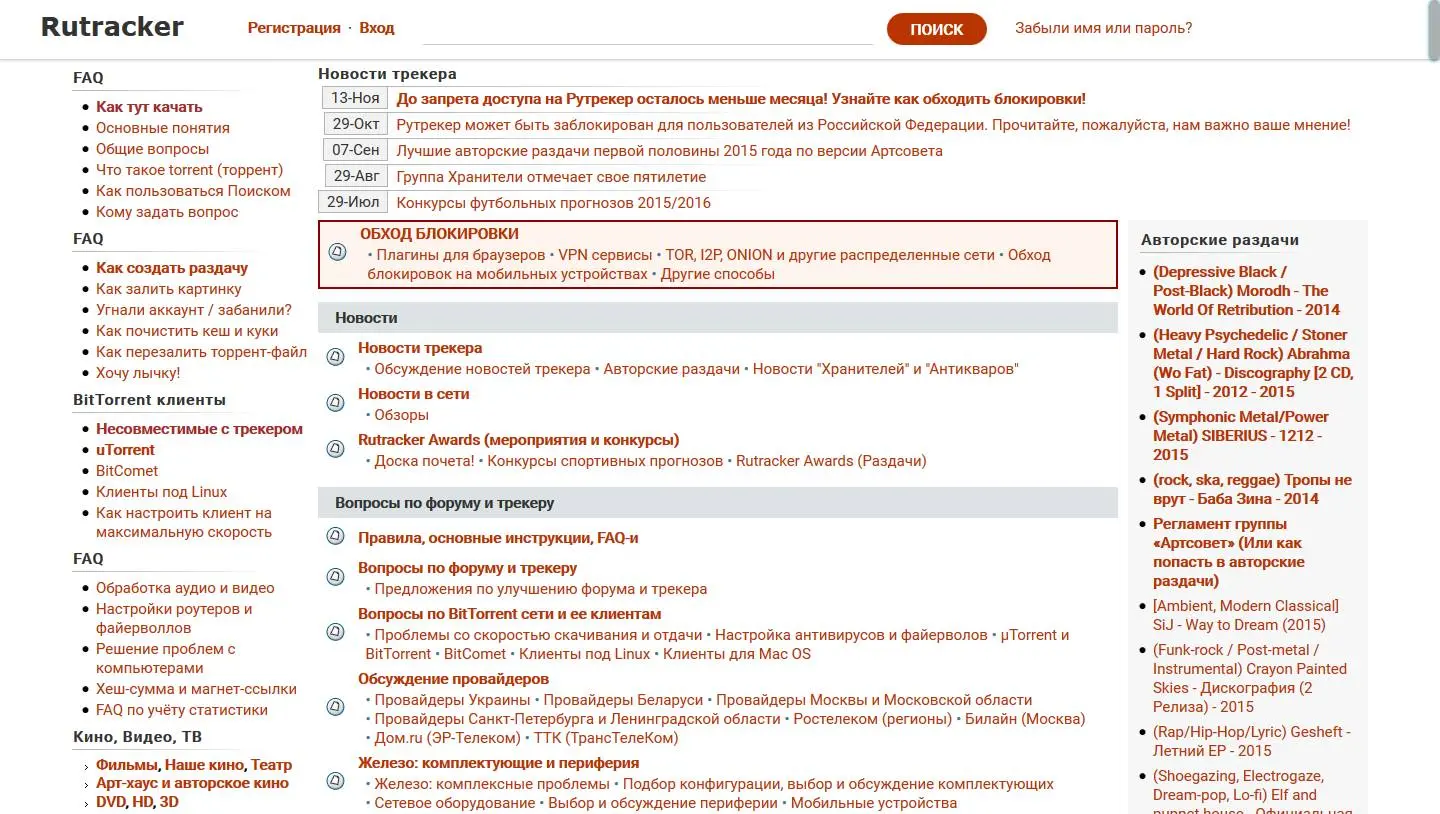 Rutracker
Регистрация · Вход
поиск
Забыли имя или пароль?
FAQ
Как тут качать
Основные понятия
Общие вопросы
Что такое torrent (торрент)
Как пользоваться Поиском
Кому задать вопрос
FAQ
Как создать раздачу
Как залить картинку
Угнали аккаунт / забанили?
Как почистить кеш и куки
Как перезалить торрент-файл
Хочу лычку!
BitTorrent клиенты
Несовместимые с трекером
uTorrent
BitComet
Клиенты под Linux
Как настроить клиент на
максимальную скорость
FAQ
Обработка аудио и видео
Настройки роутеров и
файерволлов
Решение проблем с
компьютерами
Хеш-сумма и магнет-ссылки
FAQ по учёту статистики
Кино, Видео, ТВ
Фильмы, Наше кино, Театр
Арт-хаус и авторское кино
DVD, HD, 3D
Новости трекера
13-Ноя До запрета доступа на Рутрекер осталось меньше месяца! Узнайте как обходить блокировки!
29-Окт Рутрекер может быть заблокирован для пользователей из Российской Федерации. Прочитайте, пожалуйста, нам важно ваше мнение!
07-Сен Лучшие авторские раздачи первой половины 2015 года по версии Артсовета
29-Авг Группа Хранители отмечает свое пятилетие
29-Июл Конкурсы футбольных прогнозов 2015/2016
ОБХОД БЛОКИРОВКИ
• Плагины для браузеров • VPN сервисы • TOR, I2P, ONION и другие распределенные сети • Обход
блокировок на мобильных устройствах • Другие способы
Новости
Новости трекера
• Обсуждение новостей трекера • Авторские раздачи • Новости "Хранителей" и "Антикваров"
Новости в сети
• Обзоры
Rutracker Awards (мероприятия и конкурсы)
• Доска почета! • Конкурсы спортивных прогнозов • Rutracker Awards (Раздачи)
Вопросы по форуму и трекеру
Правила, основные инструкции, FAQ-и
Вопросы по форуму и трекеру
• Предложения по улучшению форума и трекера
Вопросы по BitTorrent сети и ее клиентам
• Проблемы со скоростью скачивания и отдачи • Настройка антивирусов и файерволов • µTorrent и
BitTorrent • BitComet • Клиенты под Linux • Клиенты для Mac OS
Обсуждение провайдеров
• Провайдеры Украины • Провайдеры Беларуси • Провайдеры Москвы и Московской области
• Провайдеры Санкт-Петербурга и Ленинградской области • Ростелеком (регионы) • Билайн (Москва)
• Дом.ru (ЭР-Телеком) • ТТК (ТрансТелеКом)
Железо: комплектующие и периферия
• Железо: комплексные проблемы • Подбор конфигурации, выбор и обсуждение комплектующих
• Сетевое оборудование • Выбор и обсуждение периферии • Мобильные устройства
Авторские раздачи
(Depressive Black /
Post-Black) Morodh - The
World Of Retribution - 2014
(Heavy Psychedelic / Stoner
Metal / Hard Rock) Abrahma
(Wo Fat) - Discography [2 CD,
1 Split] - 2012 - 2015
(Symphonic Metal/Power
Metal) SIBERIUS - 1212 -
2015
(rock, ska, reggae) Тропы не
врут - Баба Зина - 2014
Регламент группы
«Артсовет» (Или как
попасть в авторские
раздачи)
[Ambient, Modern Classical]
SiJ - Way to Dream (2015)
(Funk-rock / Post-metal /
Instrumental) Crayon Painted
Skies - Дискография (2
Релиза) - 2015
(Rap/Hip-Hop/Lyric) Gesheft -
Летний EP - 2015
(Shoegazing, Electrogaze,
Dream-pop, Lo-fi) Elf and
puppet house - Официальная